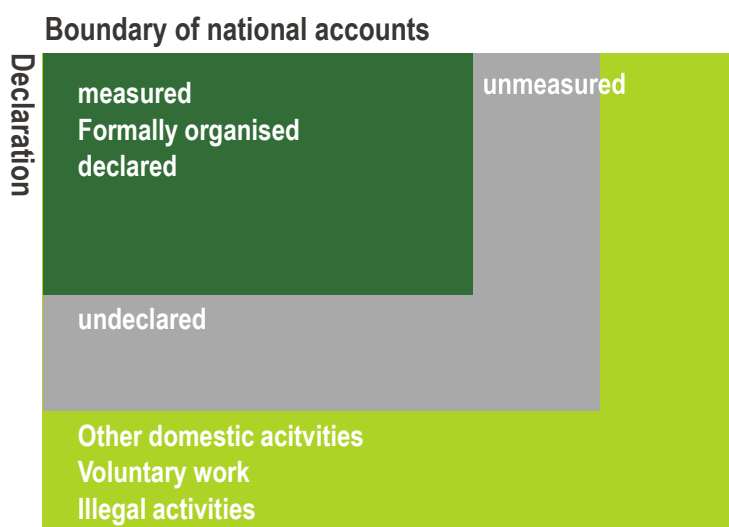 Boundary of national accounts
Declaration
measured
unmeasured
Formally organised
declared
undeclared
Other domestic acitvities
Voluntary work
Illegal activities